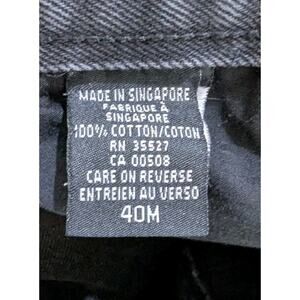 MADE IN SINGAPORE
FABRIQUE À
SINGAPORE
100% COTTON/COTON
RN 35527
CA 00508
CARE ON REVERSE
ENTREIEN AU VERSO
40M